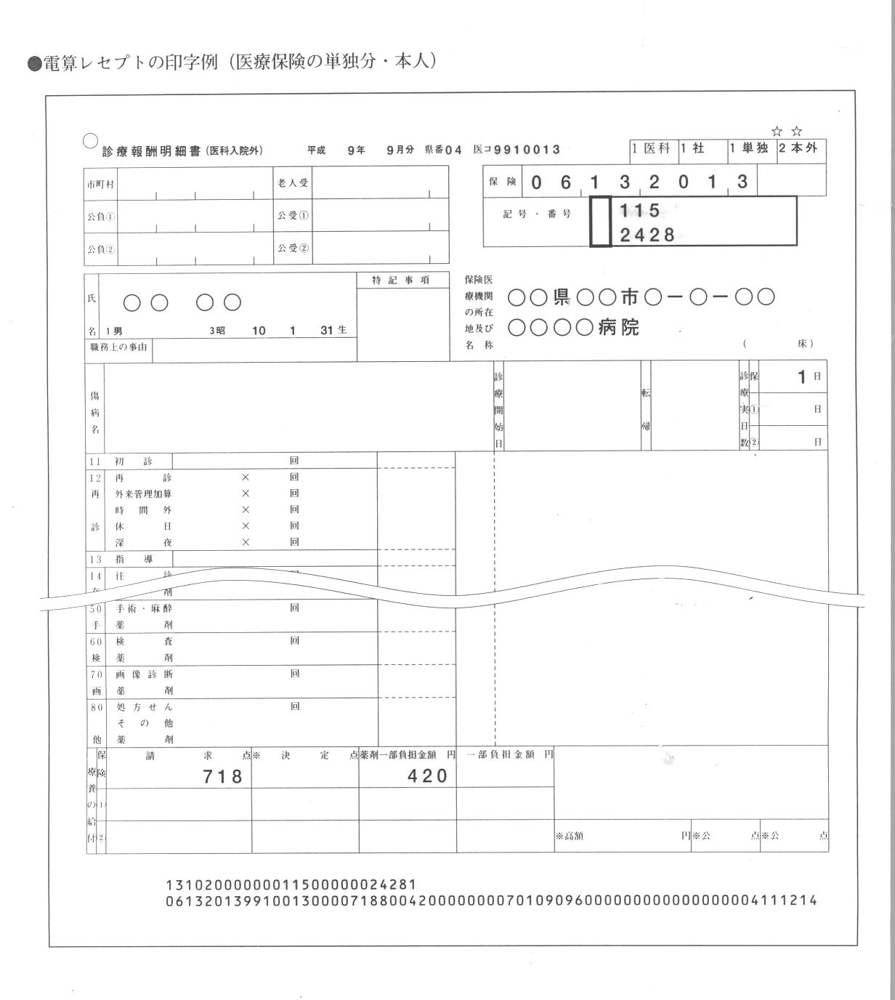 ●電算レセプトの印字例（医療保険の単独分・本人）
☆ ☆
診療報酬明細書(医科入院外) 平成 9年 9月分 県番04 医コ9910013
1 医科 1 社 1 単独 2 本外
市町村 老人受
公負① 公受①
公負② 公受②
保険 0 6 1 3 2 0 1 3
記号・番号 115
2428
氏名 ○○ ○○
1 男 3昭 10 1 31 生
特記事項
職務上の事由
保険医療機関の所在地及び名称
○○県○○市○－○－○○
○○○○病院
( 床)
傷病名
診療開始日
転帰
診療実日数
保 1 日
① 日
② 日
11 初診 回
12 再診 再診 × 回
外来管理加算 × 回
時間外 × 回
休日 × 回
深夜 × 回
13 指導
14 往診
剤
50 手術・麻酔 回
手 薬剤
60 検査 回
検 薬剤
70 画像診断 回
画 薬剤
80 処方せん 回
その他
他 薬剤
療養の給付
保険 請求点 ※決定点 薬剤一部負担金額 円 一部負担金額 円
718 420
①
②
※高額 円 ※公 点 ※公 点
13102000000011500000024281
0613201399100130000718800420000000007010909600000000000000004111214